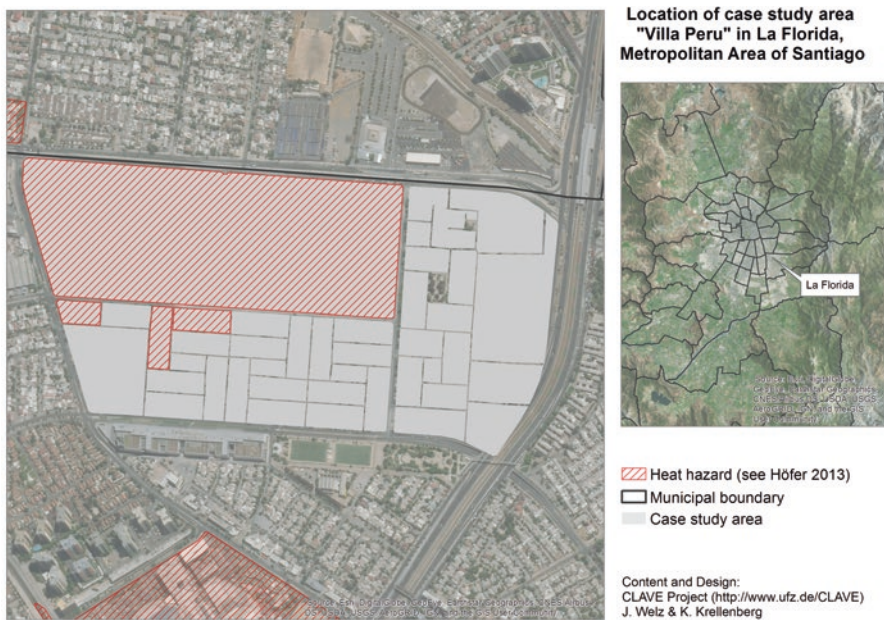 Location of case study area
"Villa Peru" in La Florida,
Metropolitan Area of Santiago
La Florida
Heat hazard (see Höfer 2013)
Municipal boundary
Case study area
Content and Design:
CLAVE Project (http://www.ufz.de/CLAVE)
J. Welz & K. Krellenberg